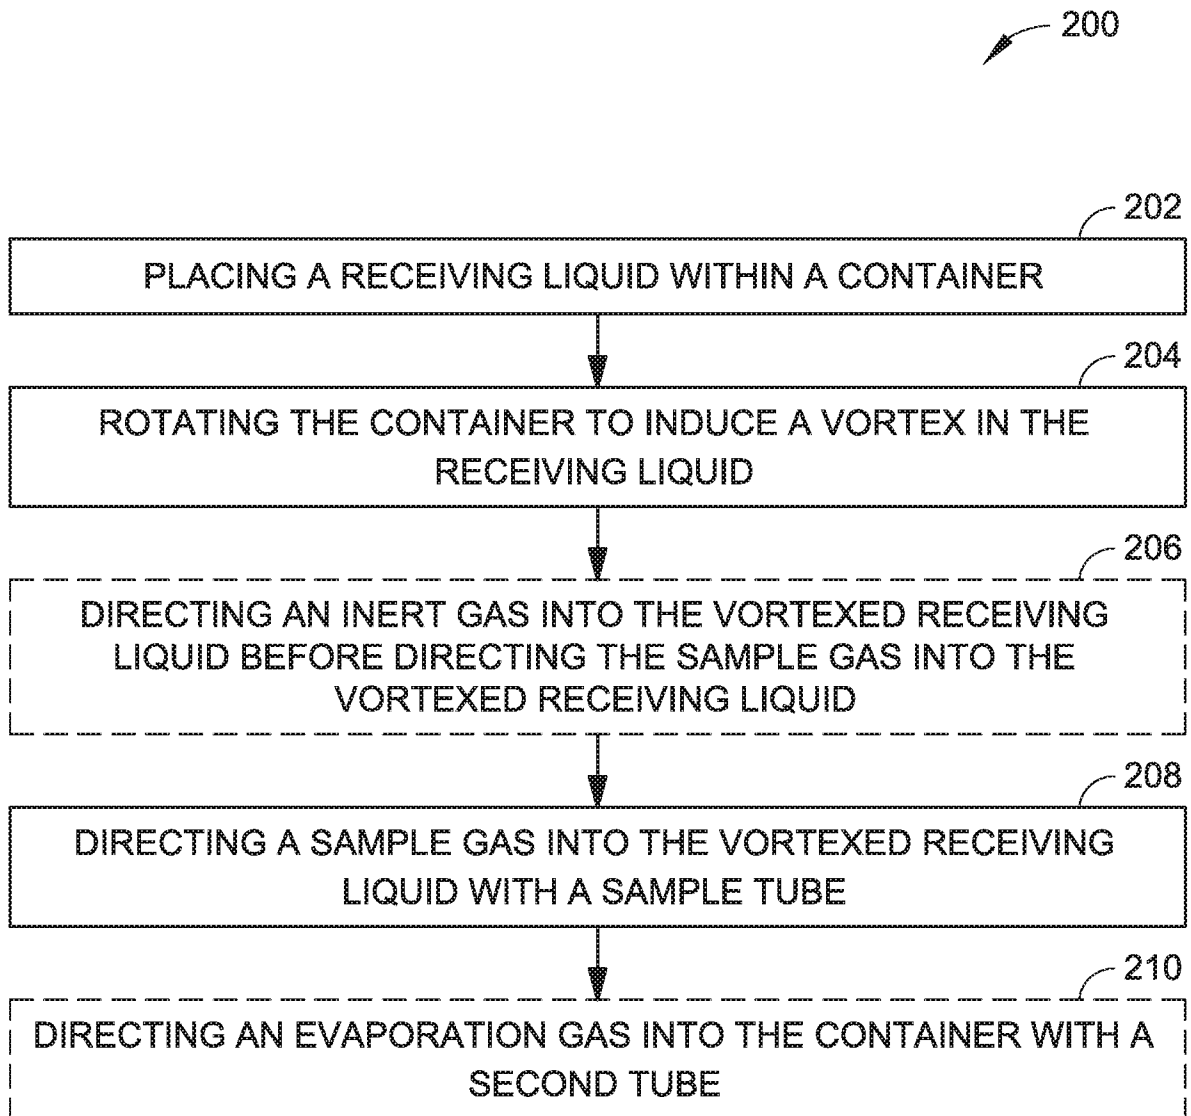 200
202
PLACING A RECEIVING LIQUID WITHIN A CONTAINER
204
ROTATING THE CONTAINER TO INDUCE A VORTEX IN THE
RECEIVING LIQUID
206
DIRECTING AN INERT GAS INTO THE VORTEXED RECEIVING
LIQUID BEFORE DIRECTING THE SAMPLE GAS INTO THE
VORTEXED RECEIVING LIQUID
208
DIRECTING A SAMPLE GAS INTO THE VORTEXED RECEIVING
LIQUID WITH A SAMPLE TUBE
210
DIRECTING AN EVAPORATION GAS INTO THE CONTAINER WITH A
SECOND TUBE